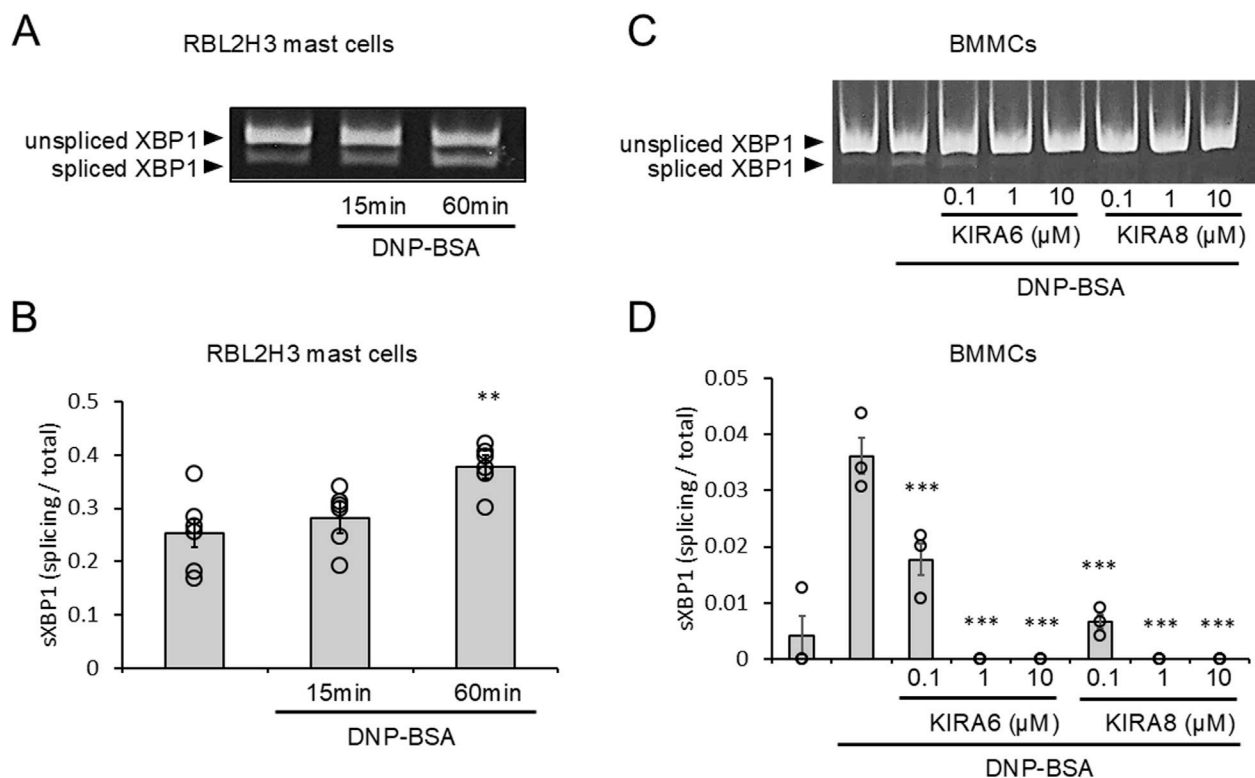 A
RBL2H3 mast cells
unspliced XBP1
spliced XBP1
15min 60min
DNP-BSA
B
RBL2H3 mast cells
sXBP1 (splicing / total)
0.5
0.4
0.3
0.2
0.1
0
**
15min 60min
DNP-BSA
C
BMMCs
unspliced XBP1
spliced XBP1
0.1 1 10 0.1 1 10
KIRA6 (µM) KIRA8 (µM)
DNP-BSA
D
BMMCs
sXBP1 (splicing / total)
0.05
0.04
0.03
0.02
0.01
0
*** *** *** *** *** ***
0.1 1 10 0.1 1 10
KIRA6 (µM) KIRA8 (µM)
DNP-BSA